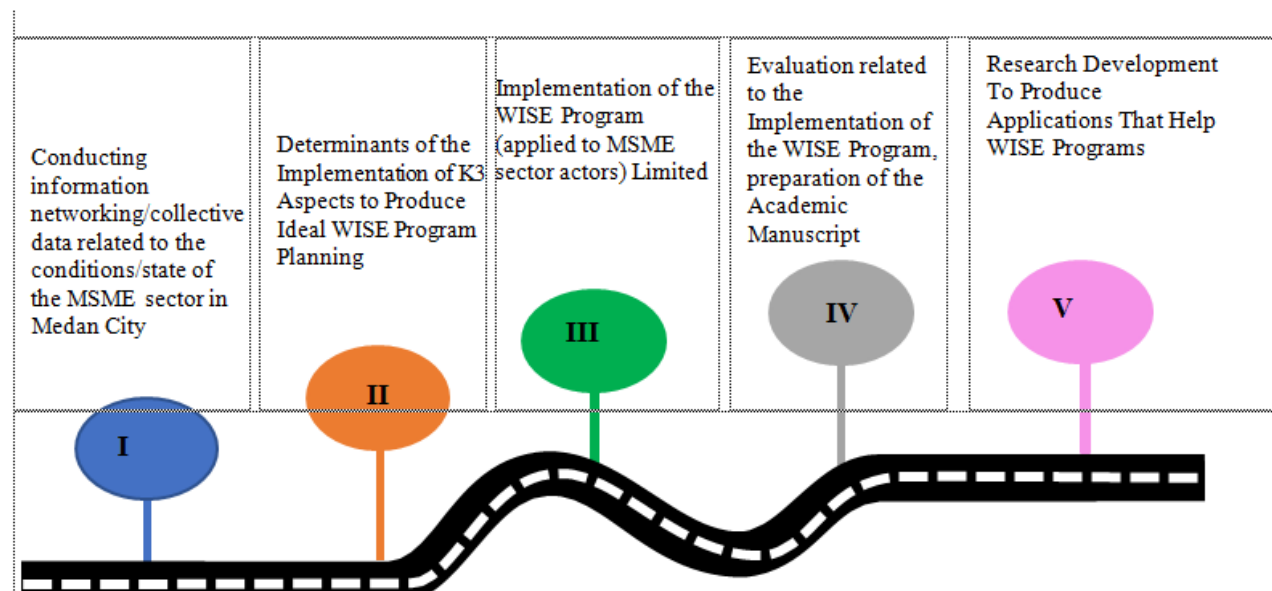 Conducting
information
networking/collective
data related to the
conditions/state of
the MSME sector in
Medan City
I
Determinants of the
Implementation of K3
Aspects to Produce
Ideal WISE Program
Planning
II
Implementation of the
WISE Program
(applied to MSME
sector actors) Limited
III
Evaluation related
to the
Implementation of
the WISE Program,
preparation of the
Academic
Manuscript
IV
Research Development
To Produce
Applications That Help
WISE Programs
V